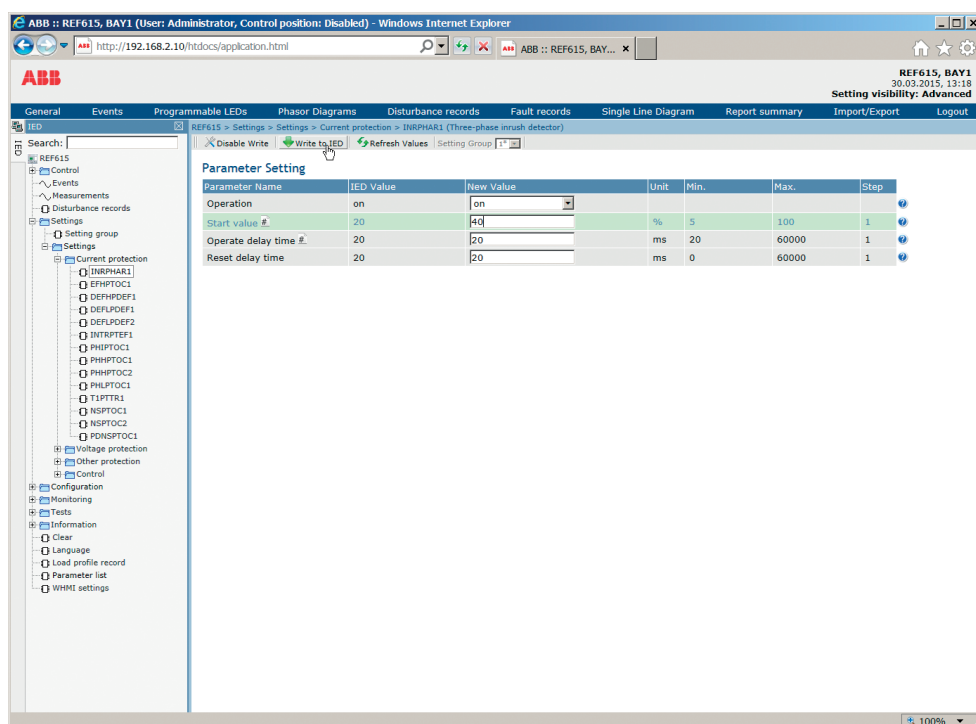 ABB :: REF615, BAY1 (User: Administrator, Control position: Disabled) - Windows Internet Explorer
http://192.168.2.10/htdocs/application.html
ABB :: REF615, BAY...
ABB
REF615, BAY1
30.03.2015, 13:18
Setting visibility: Advanced
General Events Programmable LEDs Phasor Diagrams Disturbance records Fault records Single Line Diagram Report summary Import/Export Logout
IED
REF615 > Settings > Settings > Current protection > INRPHAR1 (Three-phase inrush detector)
IED
Search:
Disable Write Write to IED Refresh Values Setting Group 1*
REF615
Control
Events
Measurements
Disturbance records
Settings
Setting group
Settings
Current protection
INRPHAR1
EFHPTOC1
DEFHPDEF1
DEFLPDEF1
DEFLPDEF2
INTRPTEF1
PHIPTOC1
PHHPTOC1
PHHPTOC2
PHLPTOC1
T1PTTR1
NSPTOC1
NSPTOC2
PDNSPTOC1
Voltage protection
Other protection
Control
Configuration
Monitoring
Tests
Information
Clear
Language
Load profile record
Parameter list
WHMI settings
Parameter Setting
Parameter Name IED Value New Value Unit Min. Max. Step
Operation on on
Start value # 20 40 % 5 100 1
Operate delay time # 20 20 ms 20 60000 1
Reset delay time 20 20 ms 0 60000 1
100%